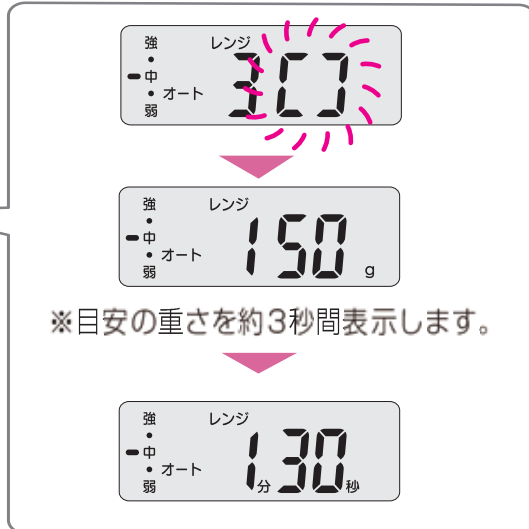 強 レンジ
中 3[ ]
オート
弱
強 レンジ
中 150 g
オート
弱
※目安の重さを約3秒間表示します。
強 レンジ
中 1分30秒
オート
弱